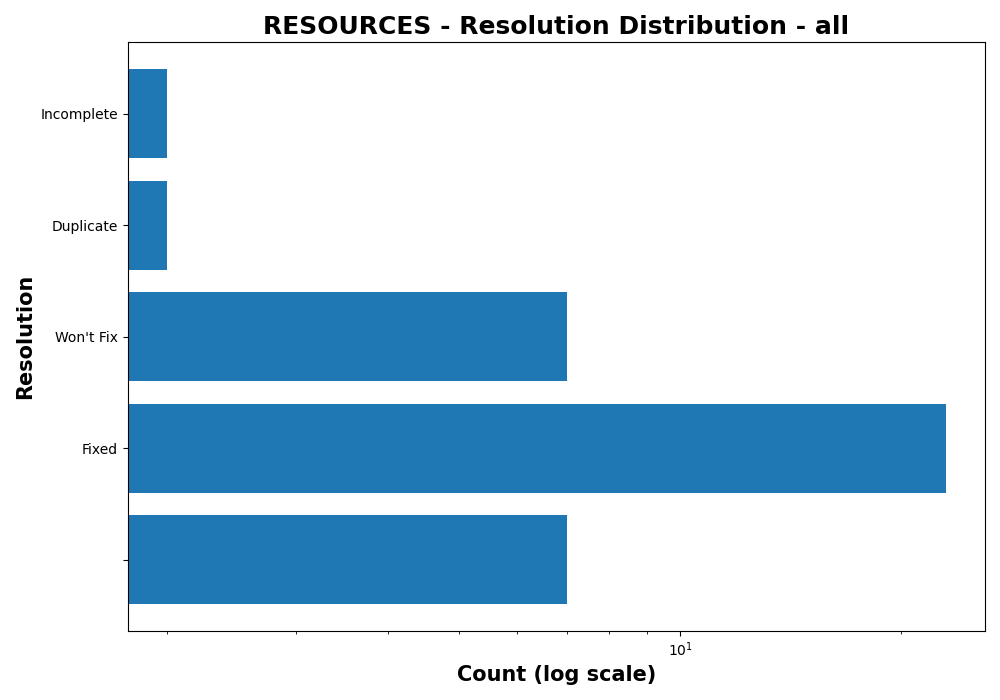 RESOURCES - Resolution Distribution - all
Incomplete
Duplicate
Won't Fix
Fixed
Resolution
10¹
Count (log scale)